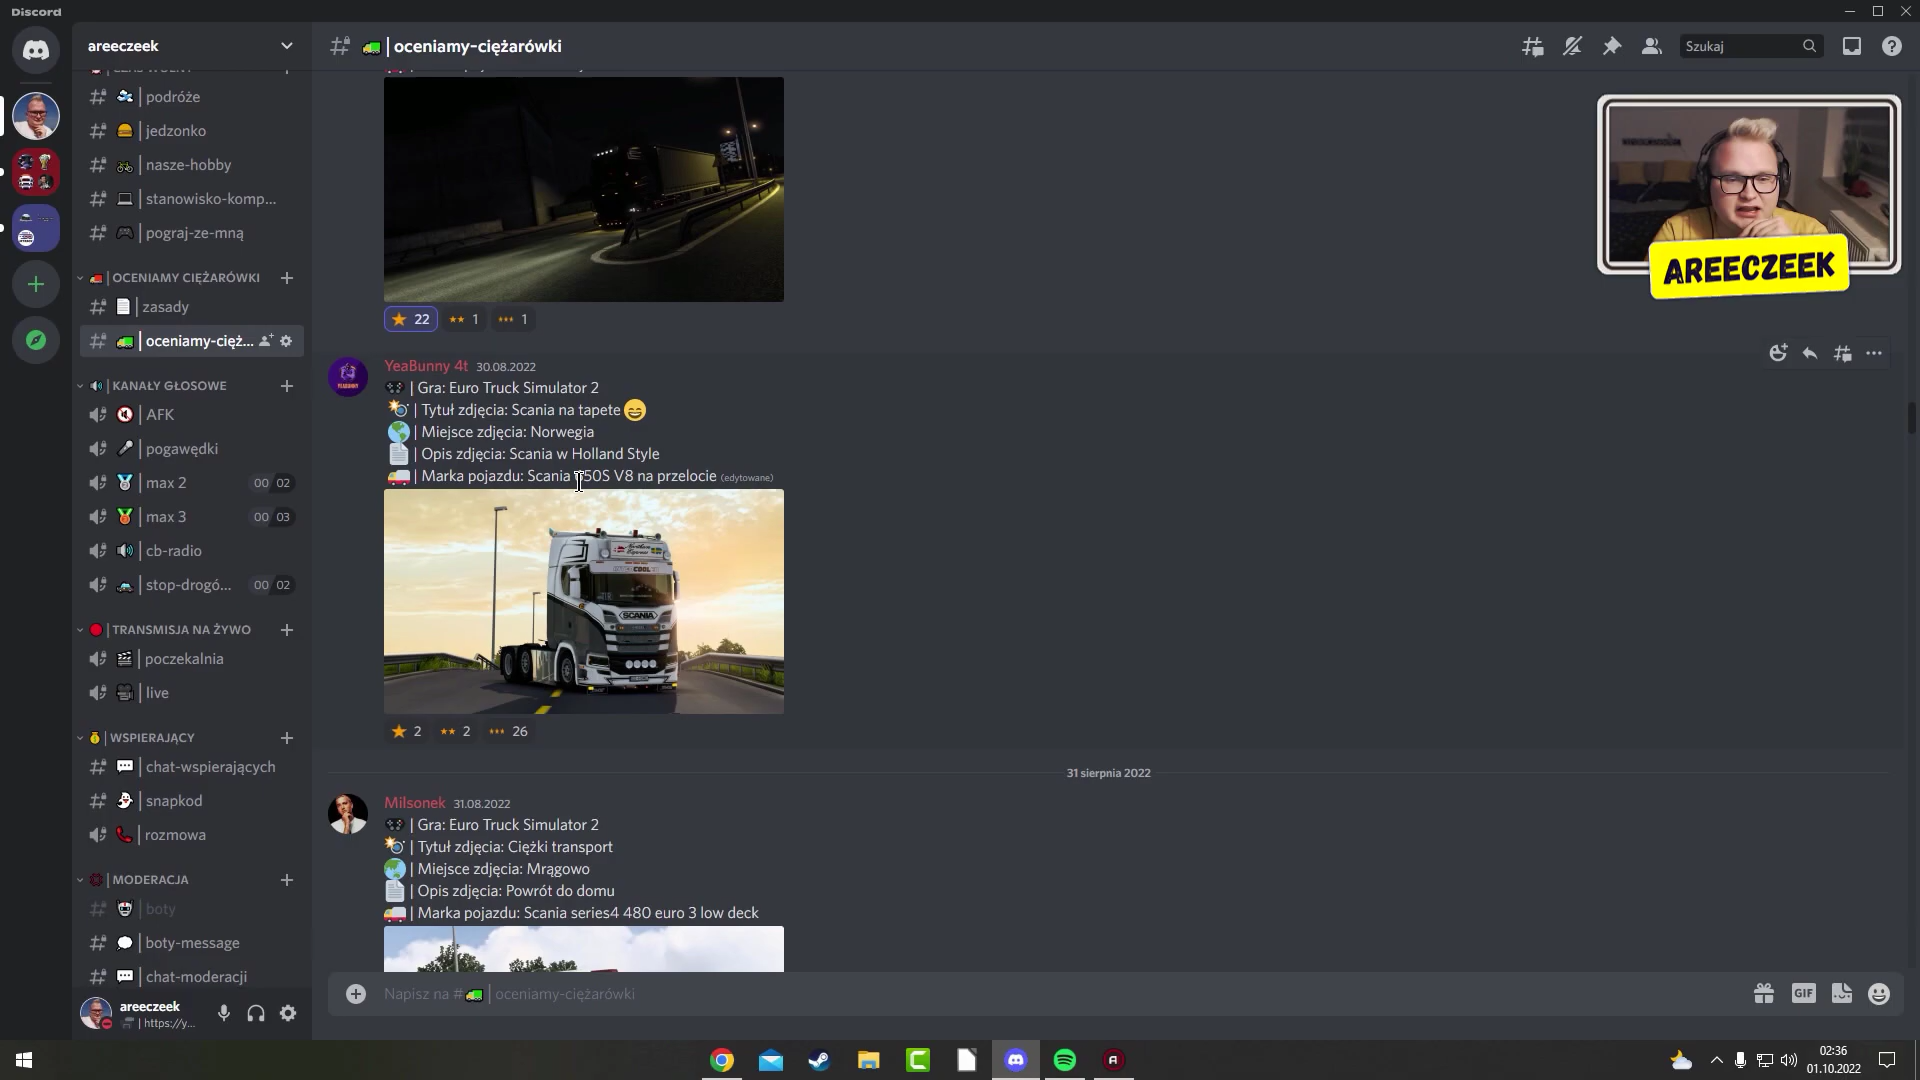 Discord
areeczeek
| oceniamy-ciężarówki
Szukaj
| podróże
| jedzonko
| nasze-hobby
| stanowisko-komp...
| pograj-ze-mną
| OCENIAMY CIĘŻARÓWKI
| zasady
| oceniamy-cięż...
| KANAŁY GŁOSOWE
| AFK
| pogawędki
| max 2 00 02
| max 3 00 03
| cb-radio
| stop-drogó... 00 02
| TRANSMISJA NA ŻYWO
| poczekalnia
| live
| WSPIERAJĄCY
| chat-wspierających
| snapkod
| rozmowa
| MODERACJA
| boty
| boty-message
| chat-moderacji
areeczeek
| https://y...
22 1 1
YeaBunny 4t 30.08.2022
| Gra: Euro Truck Simulator 2
| Tytuł zdjęcia: Scania na tapete
| Miejsce zdjęcia: Norwegia
| Opis zdjęcia: Scania w Holland Style
| Marka pojazdu: Scania 50S V8 na przelocie (edytowane)
SCANIA
2 2 26
31 sierpnia 2022
Milsonek 31.08.2022
| Gra: Euro Truck Simulator 2
| Tytuł zdjęcia: Ciężki transport
| Miejsce zdjęcia: Mrągowo
| Opis zdjęcia: Powrót do domu
| Marka pojazdu: Scania series4 480 euro 3 low deck
Napisz na # | oceniamy-ciężarówki
GIF
AREECZEEK
02:36
01.10.2022